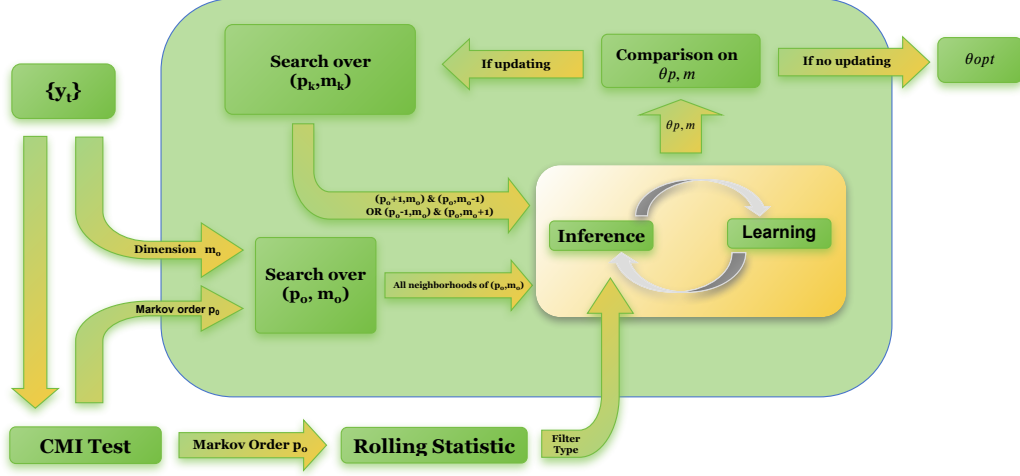 Search over
(pk,mk)
If updating
Comparison on
θp, m
If no updating
θopt
{yt}
θp, m
(po+1,mo) & (po,mo-1)
OR (po-1,mo) & (po,mo+1)
Inference
Learning
Dimension mo
Search over
(po, mo)
All neighborhoods of (po,mo)
Markov order p0
CMI Test
Markov Order po
Rolling Statistic
Filter
Type